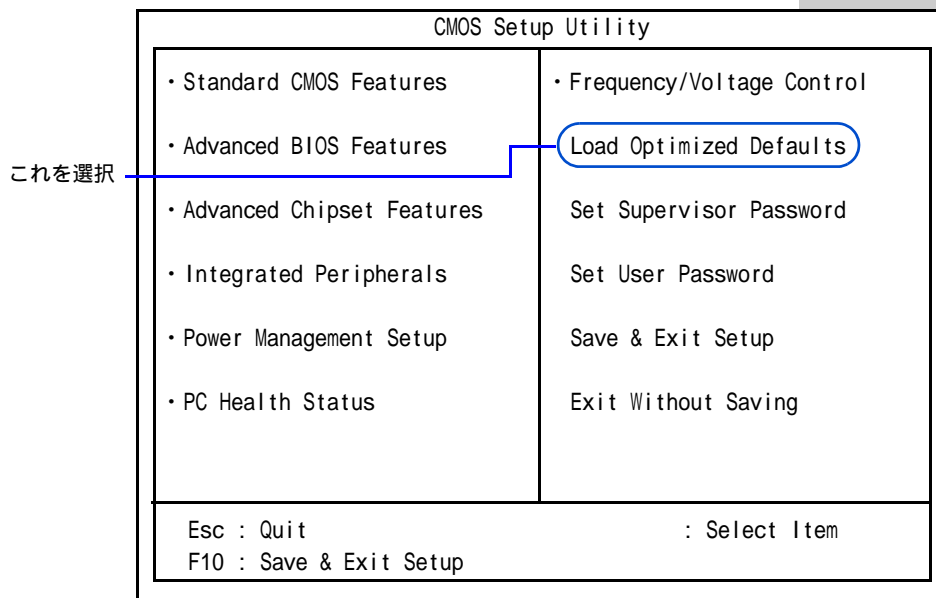 CMOS Setup Utility
・Standard CMOS Features
・Advanced BIOS Features
・Advanced Chipset Features
・Integrated Peripherals
・Power Management Setup
・PC Health Status
・Frequency/Voltage Control
Load Optimized Defaults
Set Supervisor Password
Set User Password
Save & Exit Setup
Exit Without Saving
これを選択
Esc : Quit
: Select Item
F10 : Save & Exit Setup